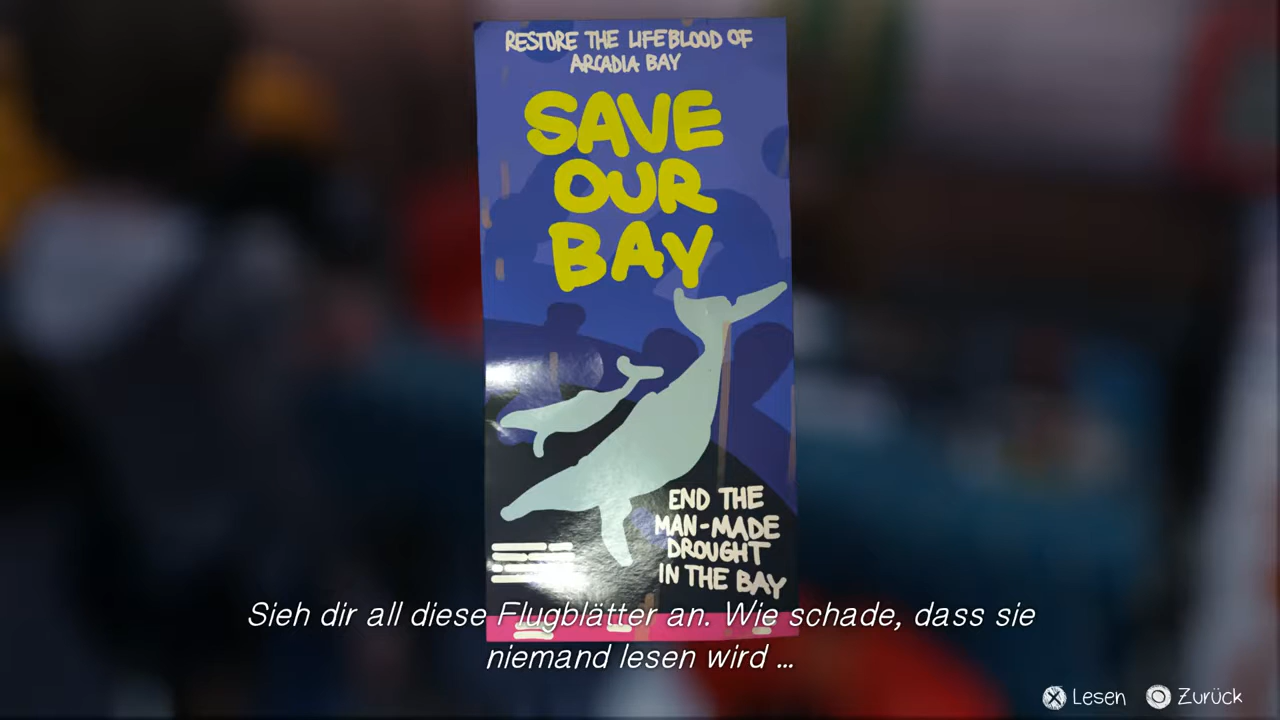 RESTORE THE LIFEBLOOD OF
ARCADIA BAY
SAVE
OUR
BAY
END THE
MAN-MADE
DROUGHT
IN THE BAY
Sieh dir all diese Flugblätter an. Wie schade, dass sie
niemand lesen wird ...
Lesen Zurück